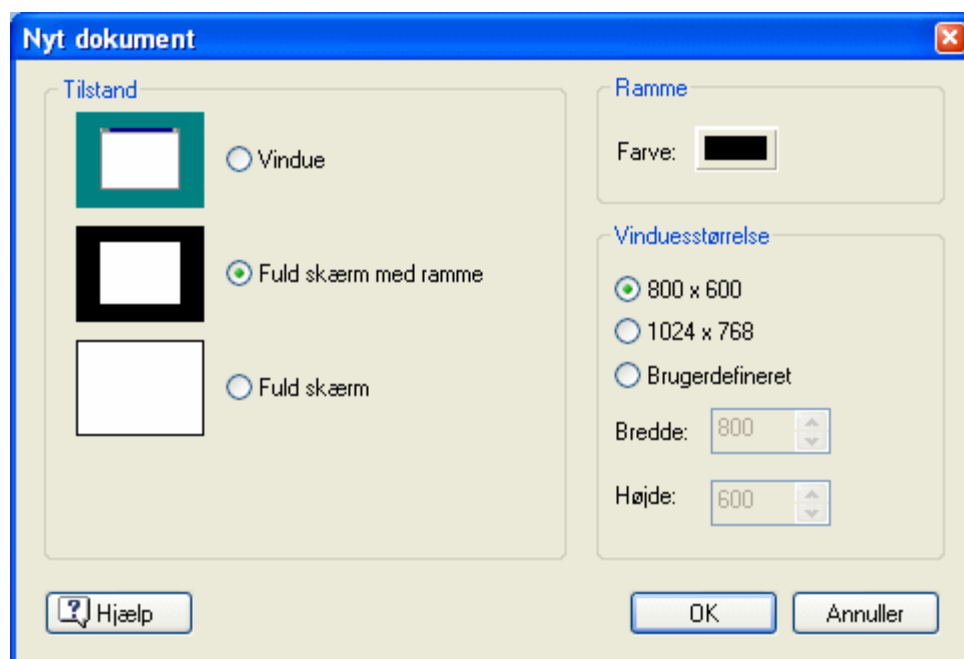 Nyt dokument
Tilstand
Vindue
Fuld skærm med ramme
Fuld skærm
Ramme
Farve:
Vinduesstørrelse
800 x 600
1024 x 768
Brugerdefineret
Bredde: 800
Højde: 600
Hjælp
OK
Annuller